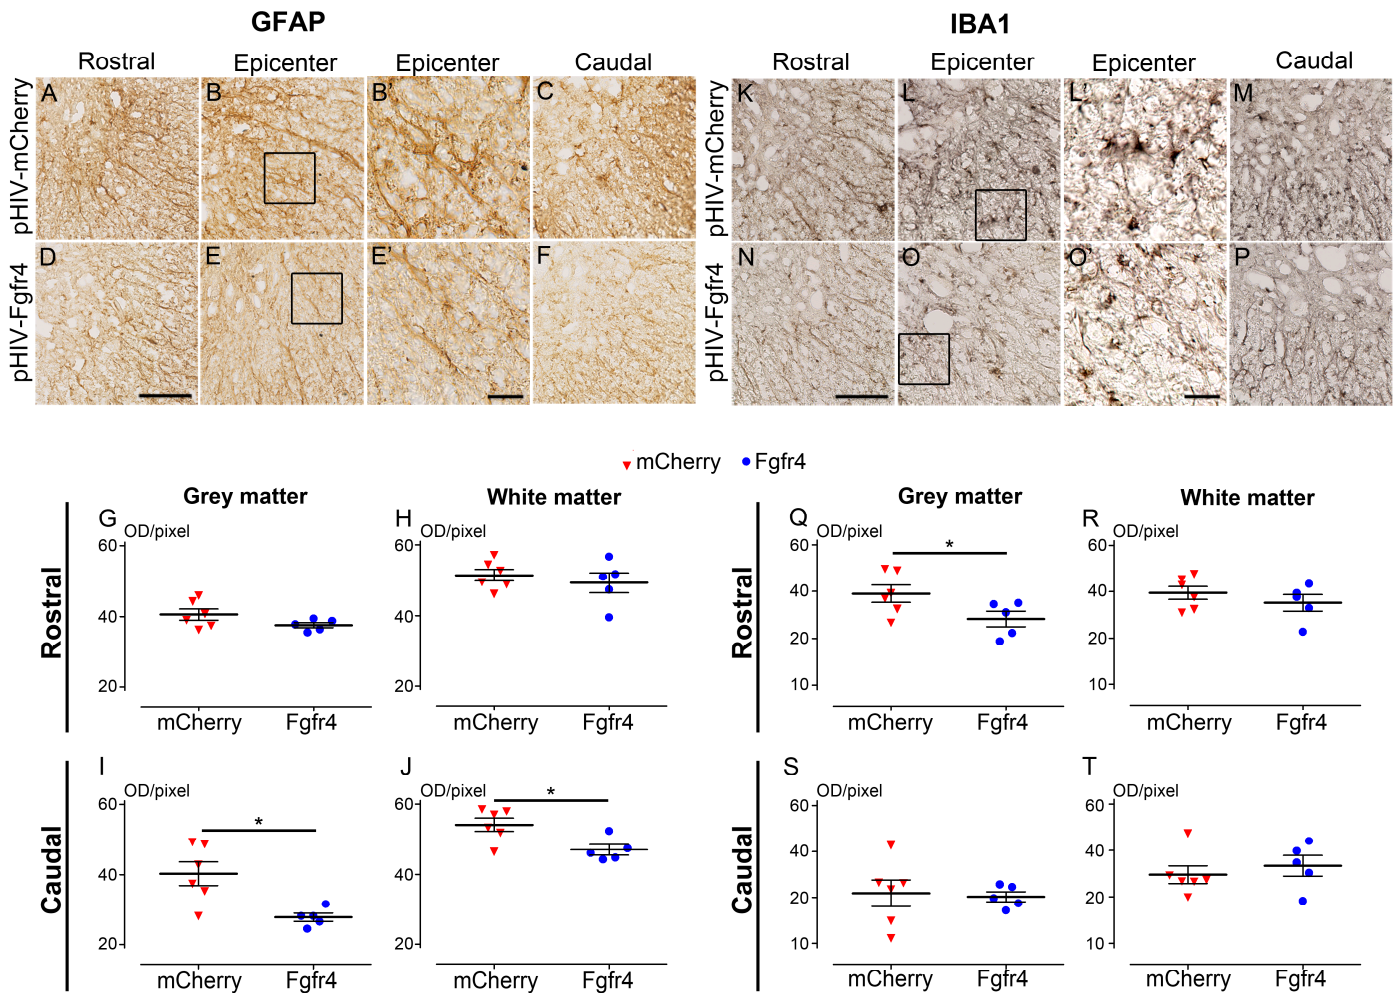 GFAP
IBA1
Rostral Epicenter Epicenter Caudal
Rostral Epicenter Epicenter Caudal
pHIV-mCherry
A B B' C
pHIV-mCherry
K L L' M
pHIV-Fgfr4
D E E' F
pHIV-Fgfr4
N O O' P
mCherry Fgfr4
Grey matter White matter
Grey matter White matter
Rostral
G
OD/pixel
60
40
20
mCherry Fgfr4
H
OD/pixel
60
40
20
mCherry Fgfr4
Rostral
Q
OD/pixel
60
40
20
10
*
mCherry Fgfr4
R
OD/pixel
60
40
20
10
mCherry Fgfr4
Caudal
I
OD/pixel
60
40
20
*
mCherry Fgfr4
J
OD/pixel
60
40
20
*
mCherry Fgfr4
Caudal
S
OD/pixel
60
40
20
10
mCherry Fgfr4
T
OD/pixel
60
40
20
10
mCherry Fgfr4